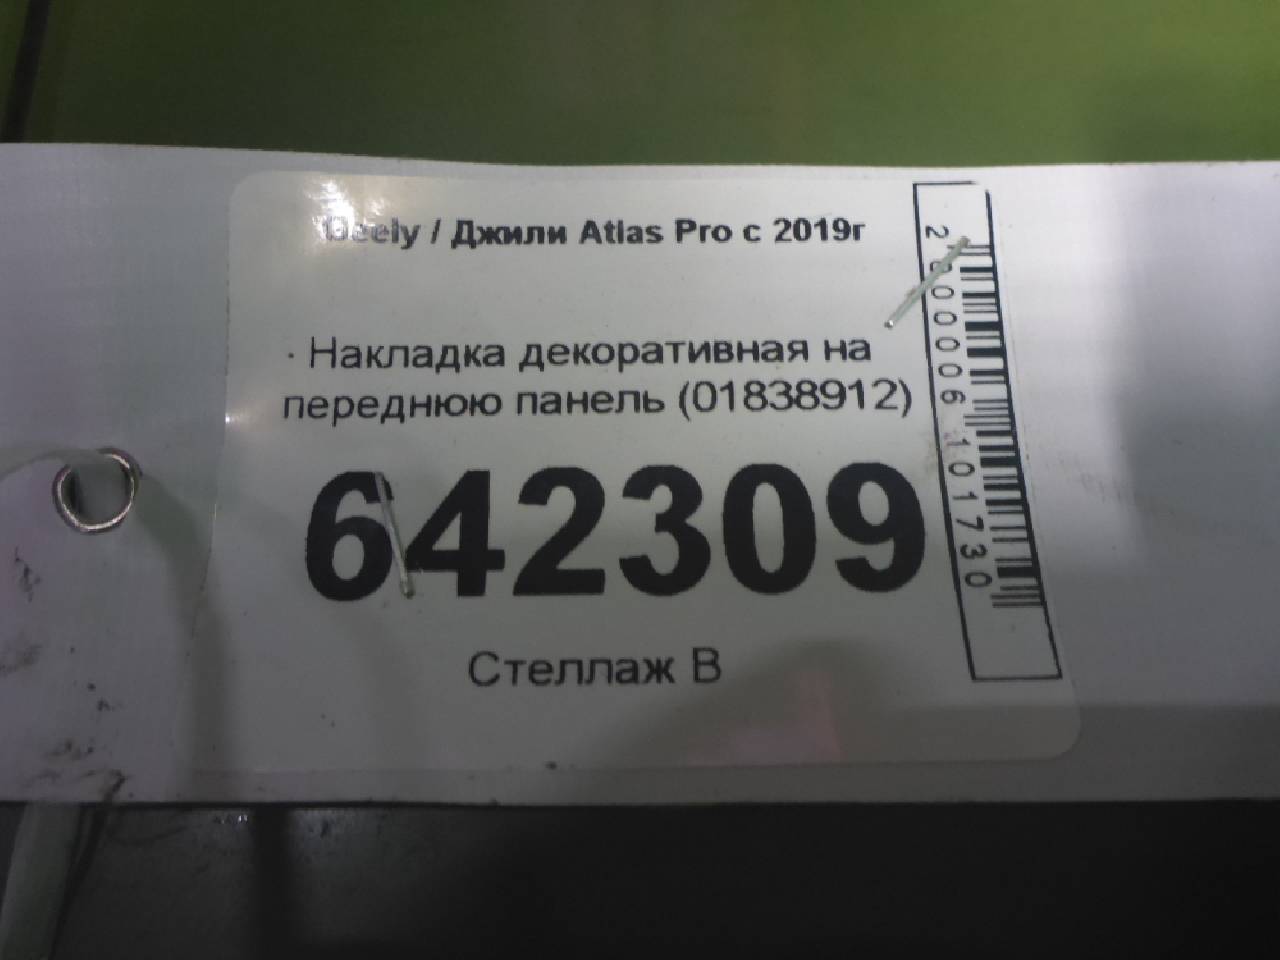 Geely / Джили Atlas Pro с 2019г
· Накладка декоративная на
переднюю панель (01838912)
642309
Стеллаж В
2000006101730